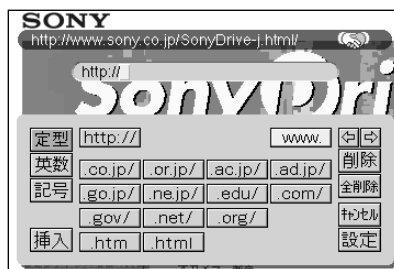 SONY
http://www.sony.co.jp/SonyDrive-j.html/
http://
SonyDri
定型 http:// www. ⇦ ⇨
英数 .co.jp/ .or.jp/ .ac.jp/ .ad.jp/ 削除
記号 .go.jp/ .ne.jp/ .edu/ .com/ 全削除
.gov/ .net/ .org/ ｷｬﾝｾﾙ
挿入 .htm .html 設定